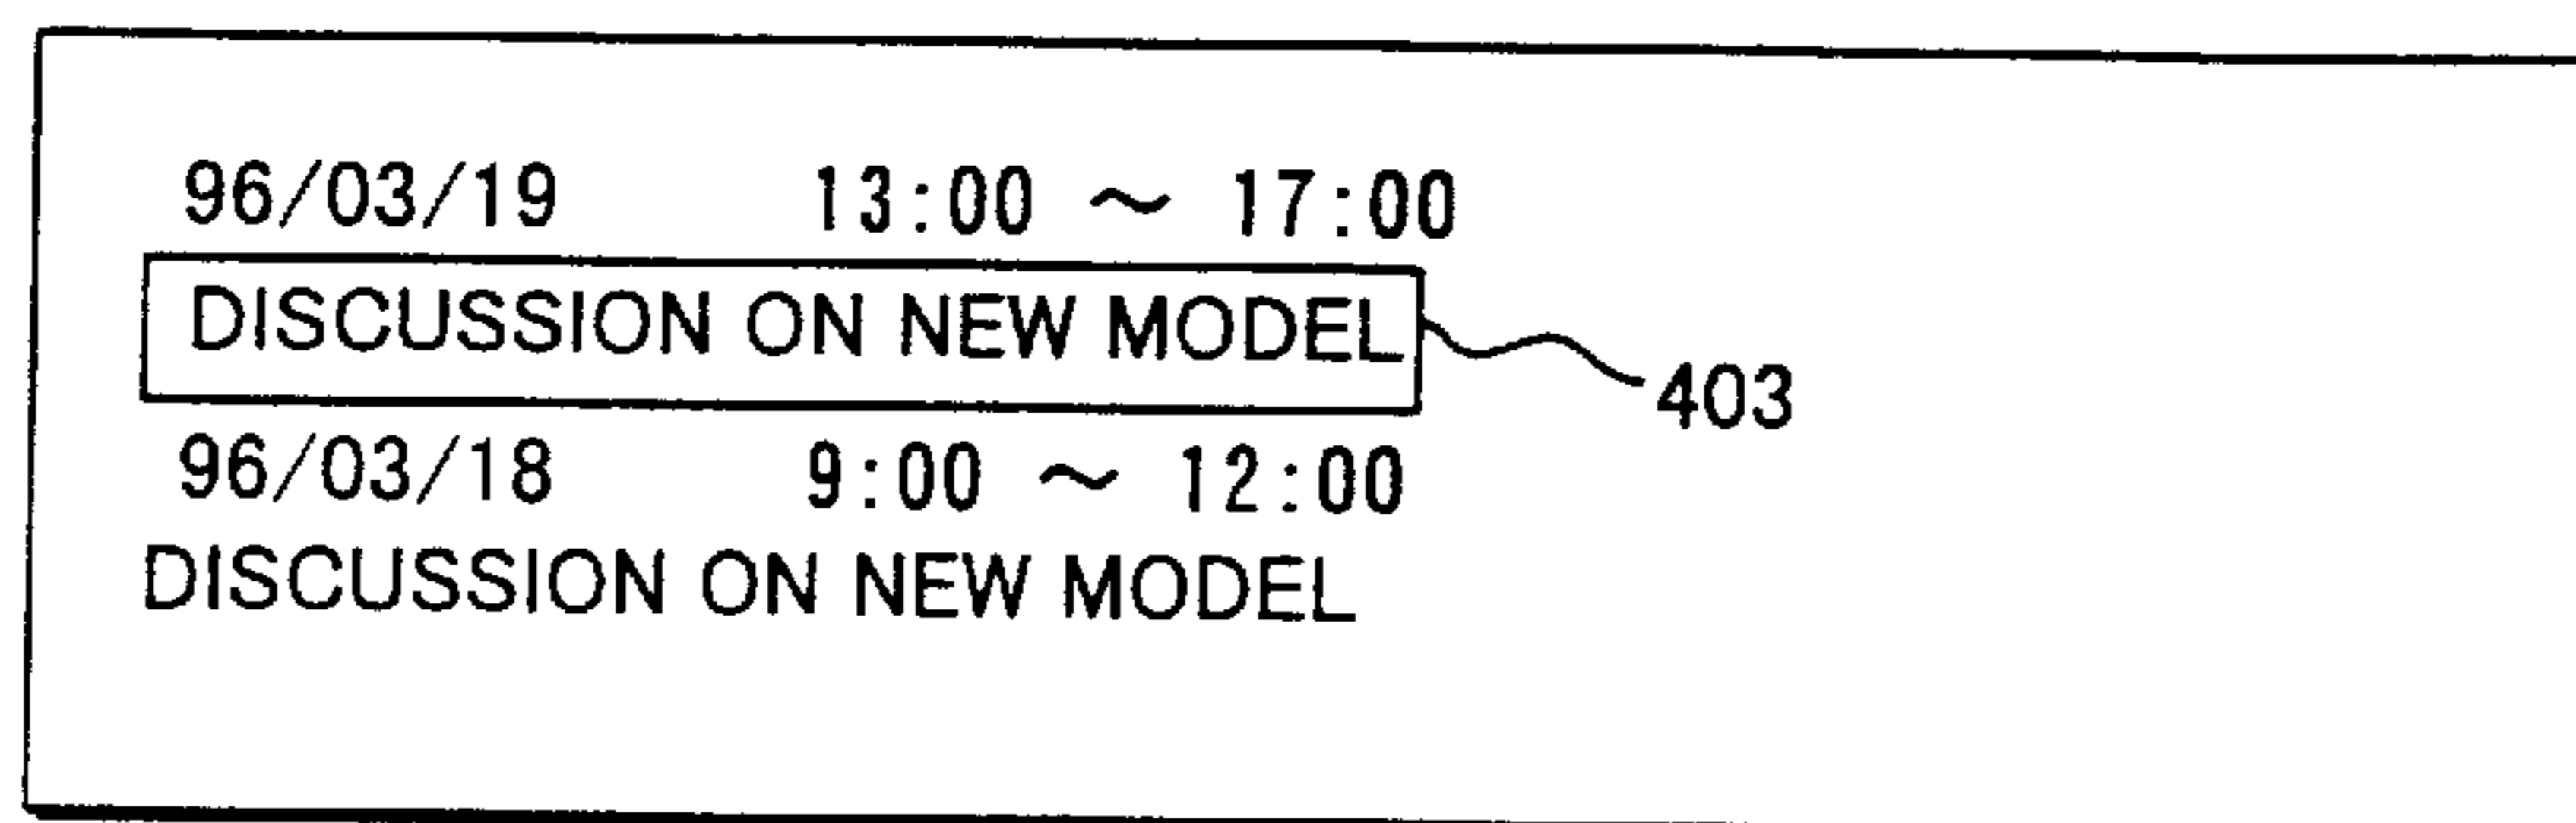 96/03/19 13:00 ~ 17:00
DISCUSSION ON NEW MODEL
403
96/03/18 9:00 ~ 12:00
DISCUSSION ON NEW MODEL